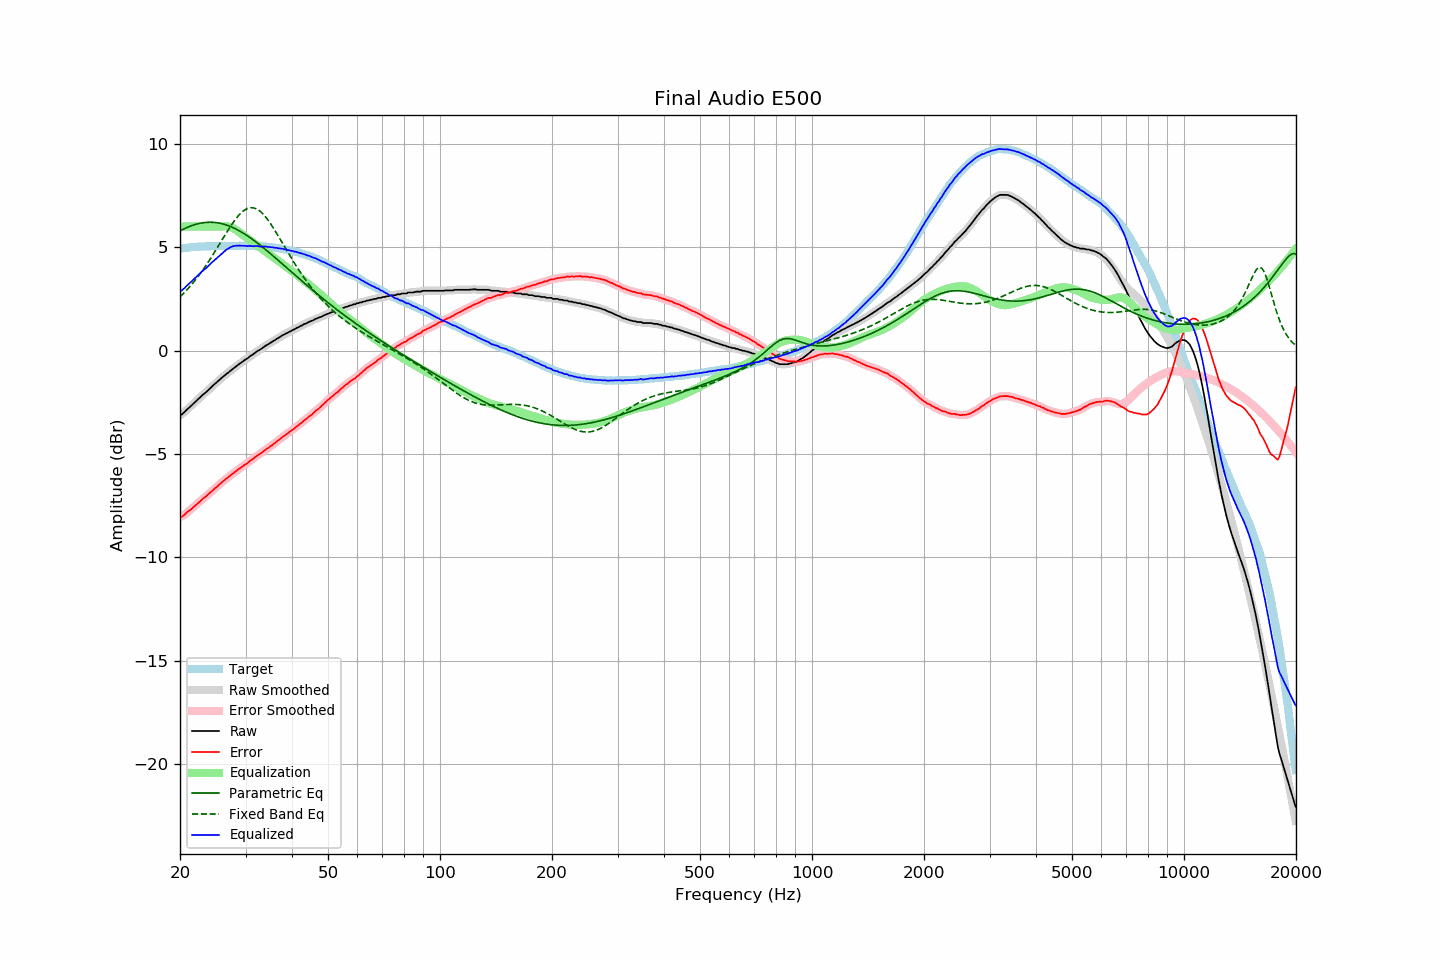 Final Audio E500
10
5
0
−5
−10
−15
−20
Amplitude (dBr)
Target
Raw Smoothed
Error Smoothed
Raw
Error
Equalization
Parametric Eq
Fixed Band Eq
Equalized
20 50 100 200 500 1000 2000 5000 10000 20000
Frequency (Hz)